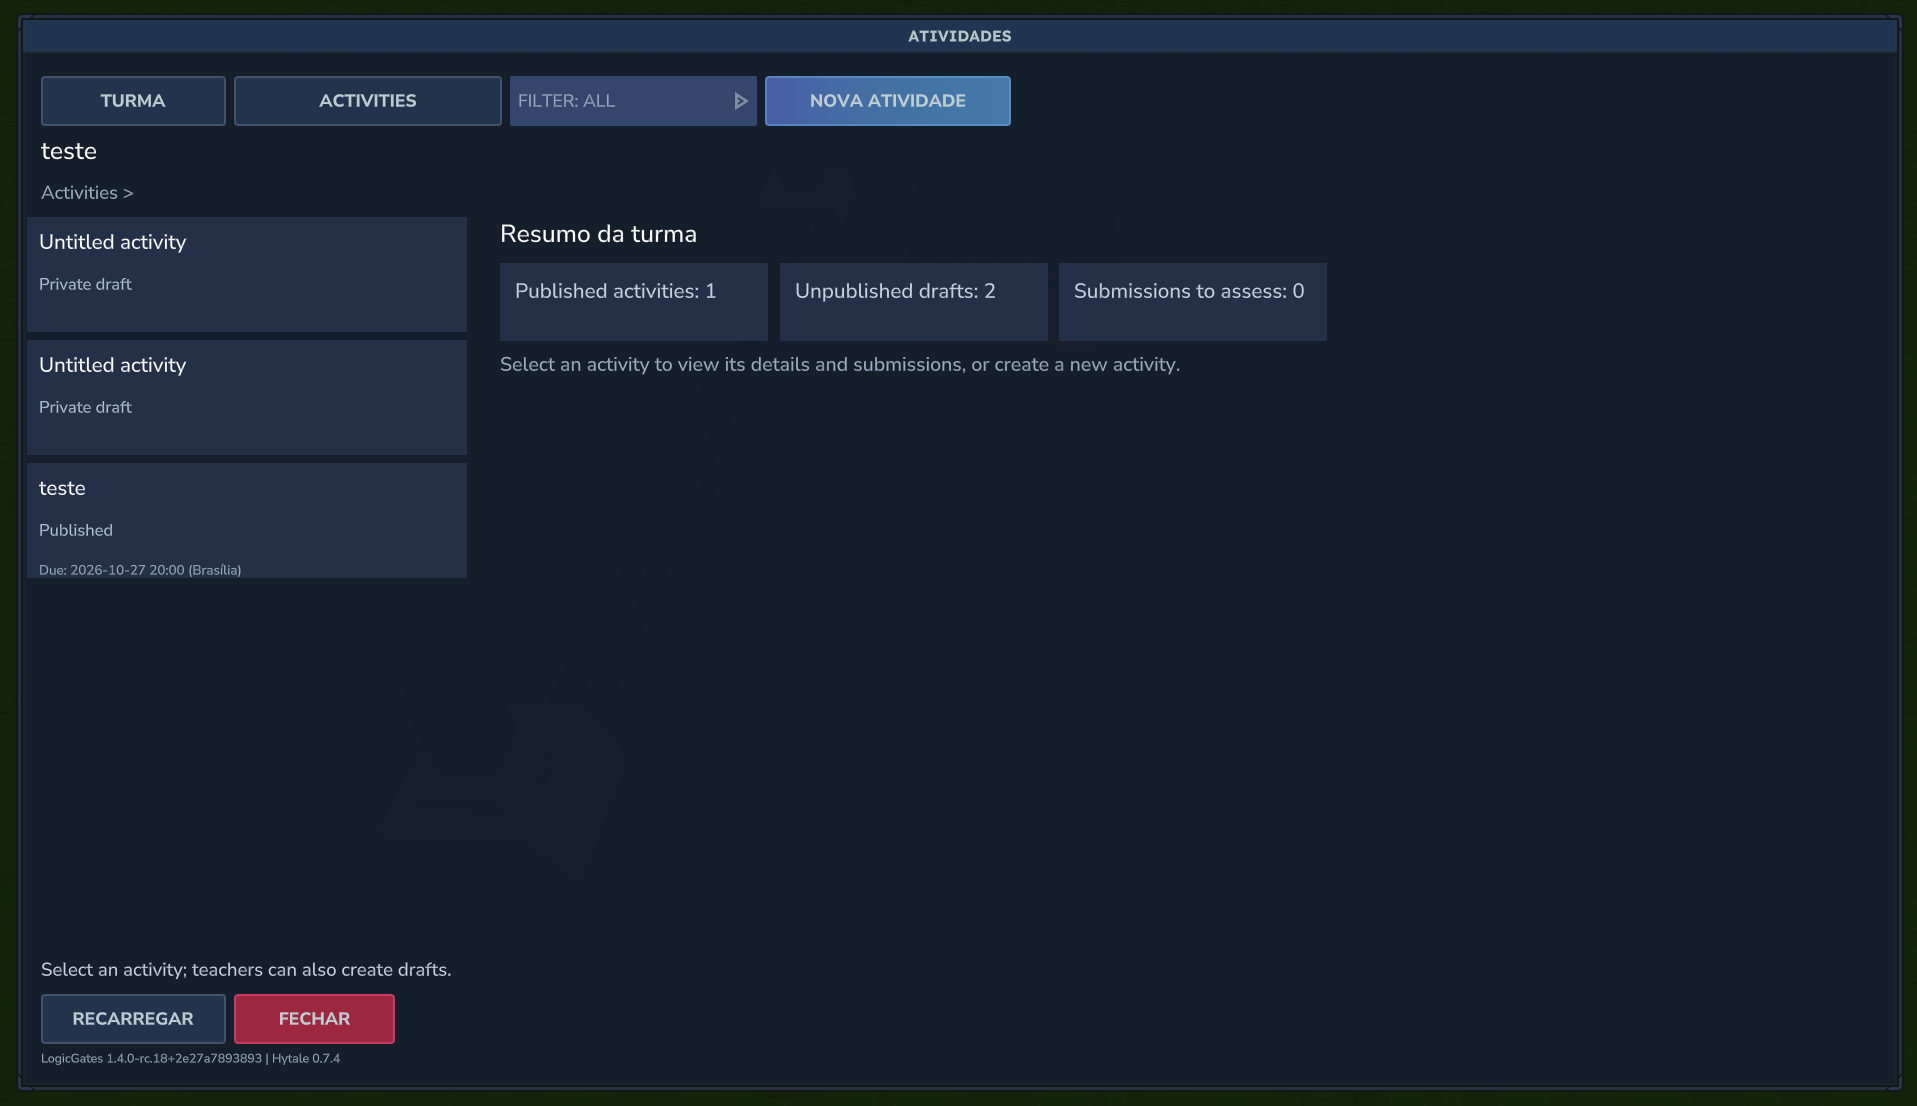 ATIVIDADES
TURMA
ACTIVITIES
FILTER: ALL
NOVA ATIVIDADE
teste
Activities >
Untitled activity
Private draft
Untitled activity
Private draft
teste
Published
Due: 2026-10-27 20:00 (Brasília)
Resumo da turma
Published activities: 1
Unpublished drafts: 2
Submissions to assess: 0
Select an activity to view its details and submissions, or create a new activity.
Select an activity; teachers can also create drafts.
RECARREGAR
FECHAR
LogicGates 1.4.0-rc.18+2e27a7893893 | Hytale 0.7.4